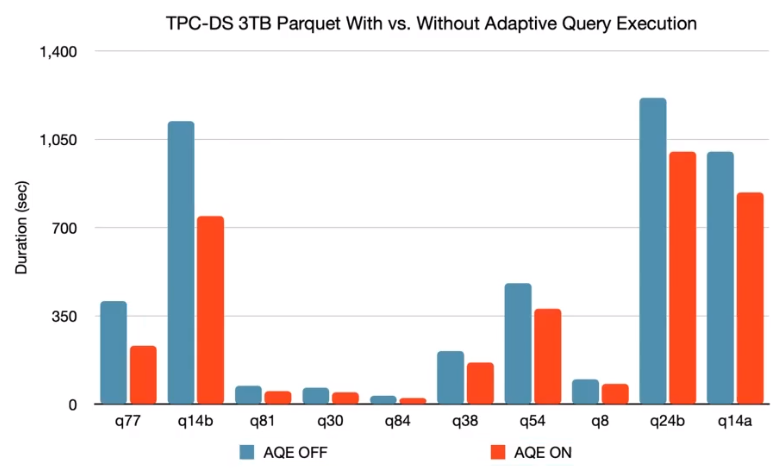 TPC-DS 3TB Parquet With vs. Without Adaptive Query Execution
1,400
1,050
700
350
0
Duration (sec)
q77 q14b q81 q30 q84 q38 q54 q8 q24b q14a
AQE OFF AQE ON